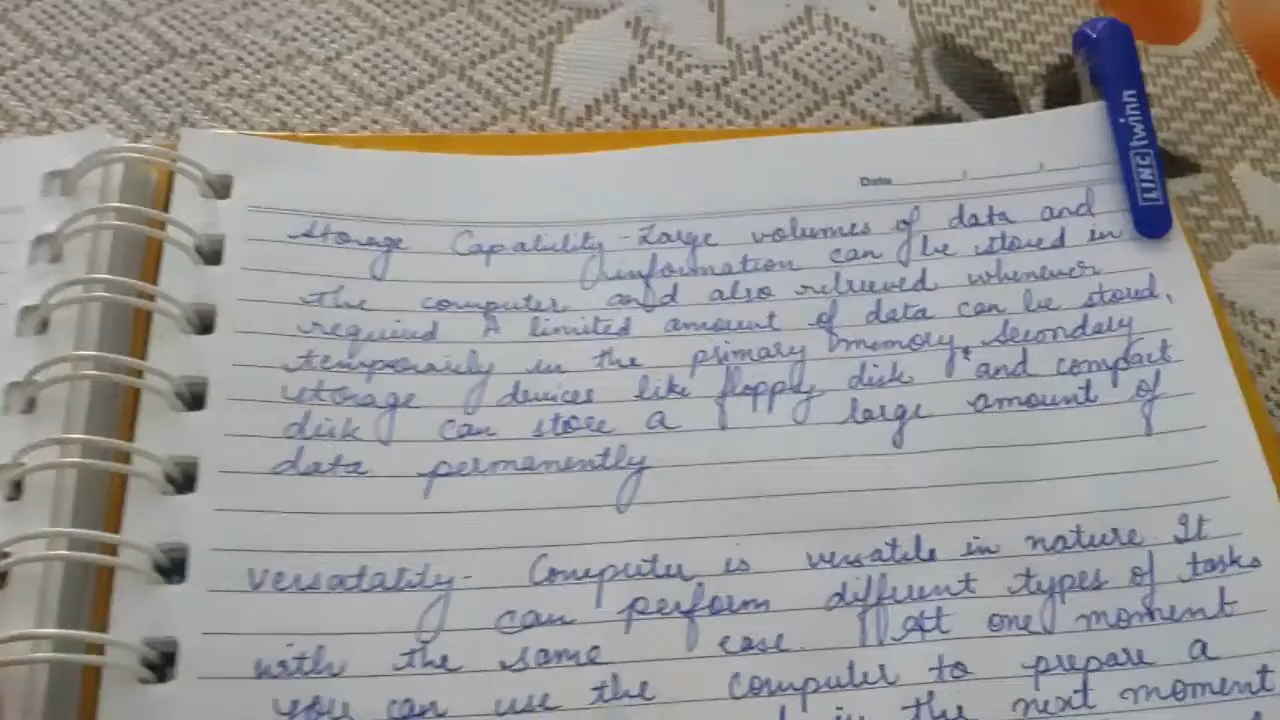 LINC twinn
Date
Storage Capability - Large volumes of data and
information can be stored in
the computer and also retrieved whenever
required A limited amount of data can be stored,
temporarily in the primary memory. Secondary
storage devices like floppy disk and compact
disk can store a large amount of
data permanently
Versatality - Computer is versatile in nature. It
can perform different types of tasks
with the same ease. At one moment
you can use the computer to prepare a
in the next moment